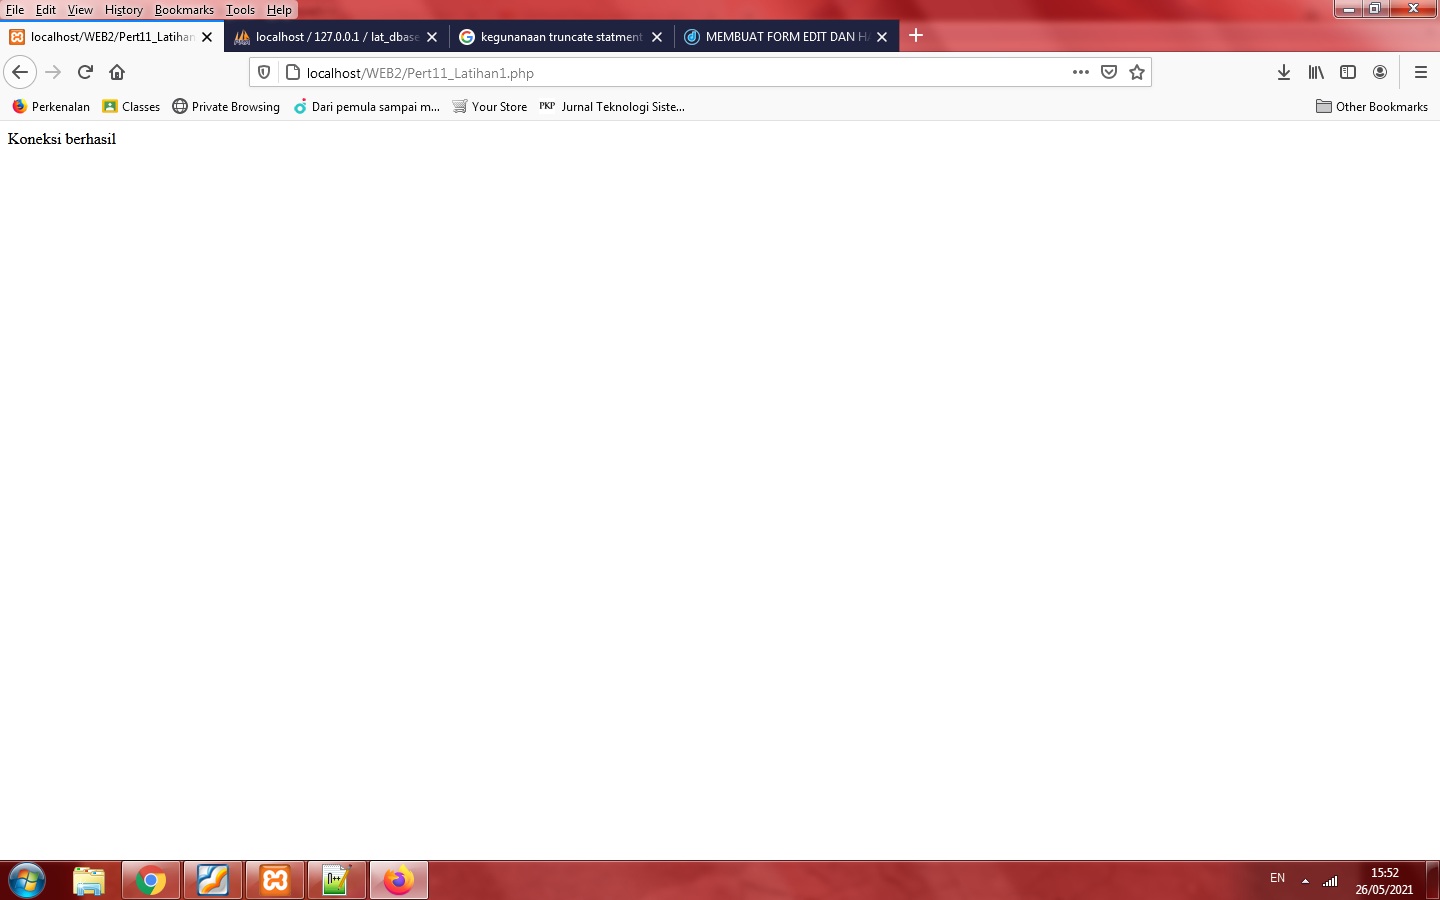 File Edit View History Bookmarks Tools Help
localhost/WEB2/Pert11_Latihan
localhost / 127.0.0.1 / lat_dbase
kegunanaan truncate statment
MEMBUAT FORM EDIT DAN HA
localhost/WEB2/Pert11_Latihan1.php
Perkenalan Classes Private Browsing Dari pemula sampai m... Your Store PKP Jurnal Teknologi Siste... Other Bookmarks
Koneksi berhasil
EN
15:52
26/05/2021